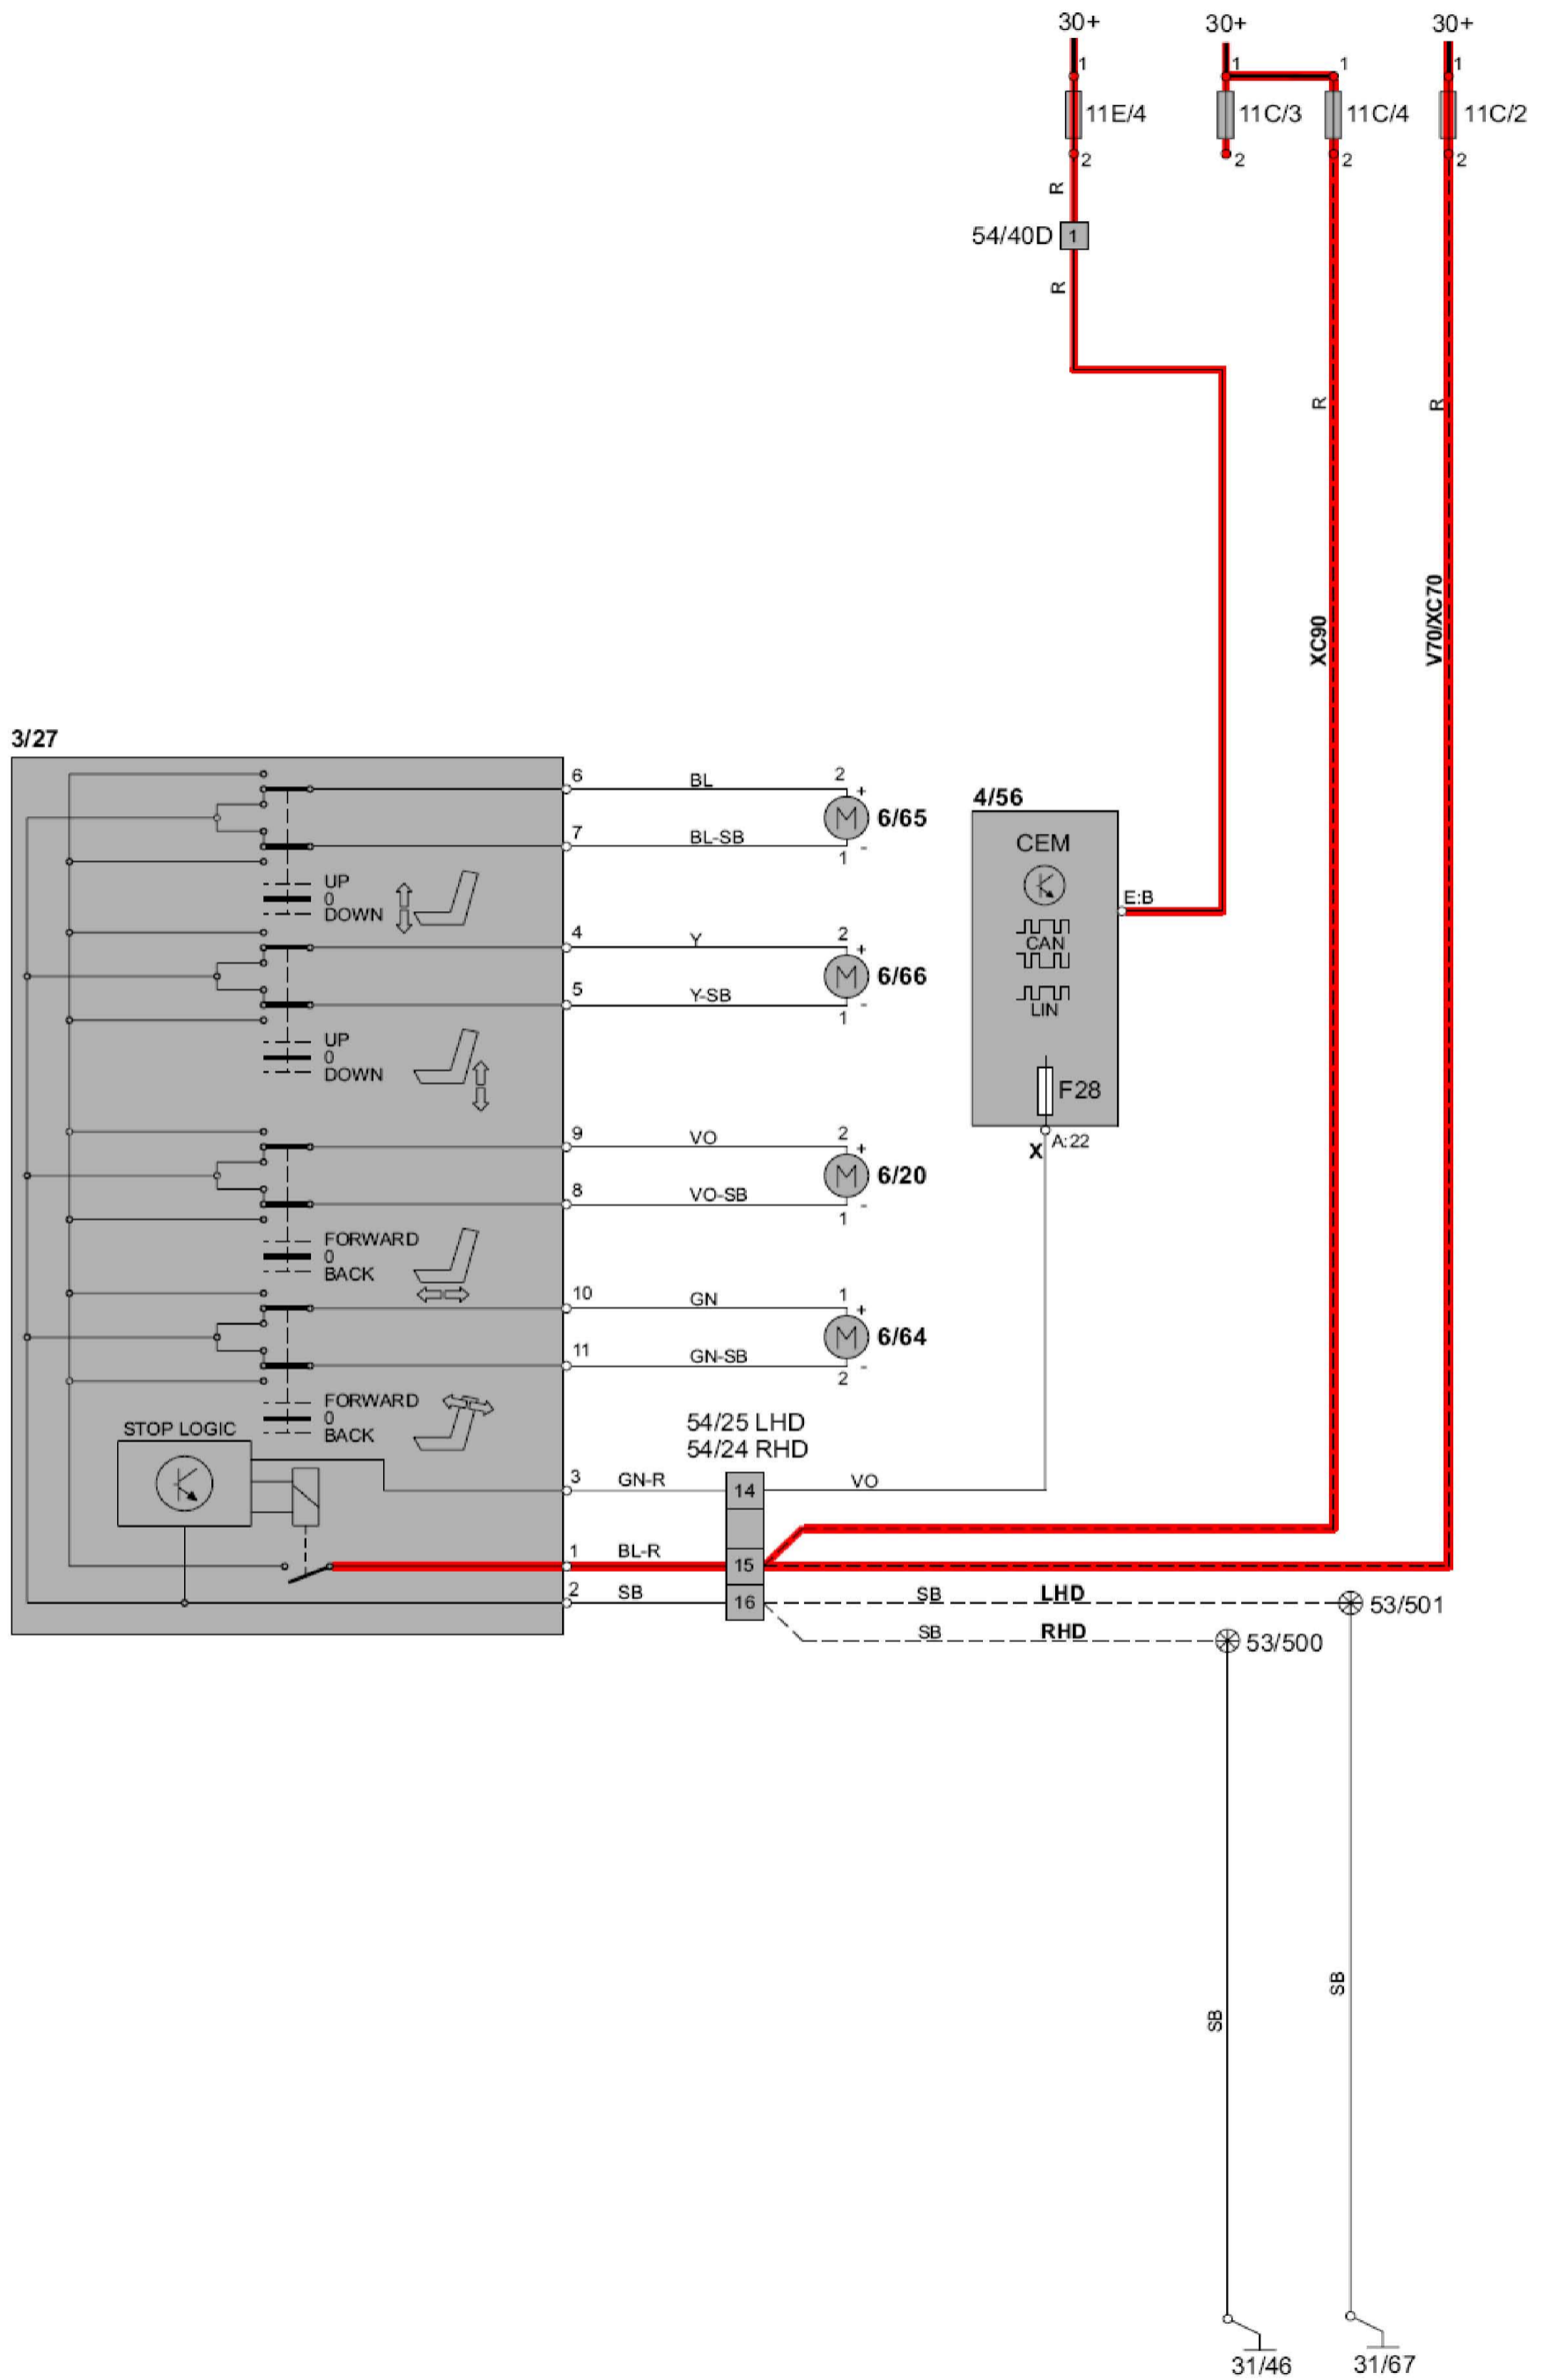 30+
30+
30+
1
1
1
1
11E/4
11C/3
11C/4
11C/2
2
2
2
2
R
54/40D
1
R
R
R
XC90
V70/XC70
3/27
6
BL
2
+
M
6/65
7
BL-SB
1
-
UP
0
DOWN
4
Y
2
+
M
6/66
5
Y-SB
1
-
UP
0
DOWN
4/56
CEM
E:B
CAN
LIN
F28
X
A:22
9
VO
2
+
M
6/20
8
VO-SB
1
-
FORWARD
0
BACK
10
GN
1
+
M
6/64
11
GN-SB
2
-
FORWARD
0
BACK
STOP LOGIC
54/25 LHD
54/24 RHD
3
GN-R
14
VO
1
BL-R
15
2
SB
16
SB
LHD
53/501
SB
RHD
53/500
SB
SB
31/46
31/67